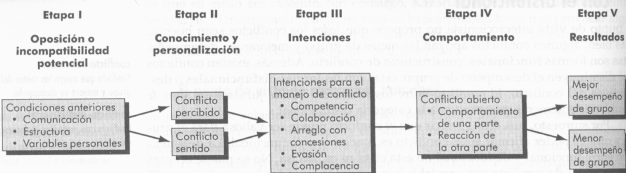 con el disfuncional
Etapa I
Oposición o
incompatibilidad
potencial
Condiciones anteriores
• Comunicación
• Estructura
• Variables personales
Etapa II
Conocimiento y
personalización
Conflicto
percibido
Conflicto
sentido
Etapa III
Intenciones
Intenciones para el
manejo de conflicto
• Competencia
• Colaboración
• Arreglo con
concesiones
• Evasión
• Complacencia
Etapa IV
Comportamiento
Conflicto abierto
• Comportamiento
de una parte
• Reacción de
la otra parte
Etapa V
Resultados
Mejor
desempeño
de grupo
Menor
desempeño
de grupo